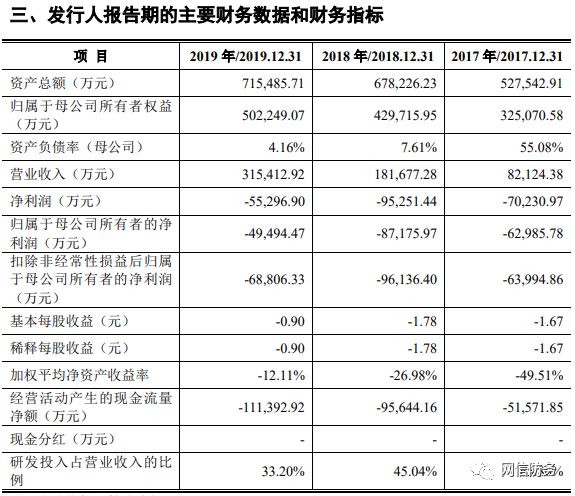 三、发行人报告期的主要财务数据和财务指标
项 目 2019 年/2019.12.31 2018 年/2018.12.31 2017 年/2017.12.31
资产总额（万元） 715,485.71 678,226.23 527,542.91
归属于母公司所有者权益
（万元） 502,249.07 429,715.95 325,070.58
资产负债率（母公司） 4.16% 7.61% 55.08%
营业收入（万元） 315,412.92 181,677.28 82,124.38
净利润（万元） -55,296.90 -95,251.44 -70,230.97
归属于母公司所有者的净
利润（万元） -49,494.47 -87,175.97 -62,985.78
扣除非经常性损益后归属
于母公司所有者的净利润
（万元） -68,806.33 -96,136.40 -63,994.86
基本每股收益（元） -0.90 -1.78 -1.67
稀释每股收益（元） -0.90 -1.78 -1.67
加权平均净资产收益率 -12.11% -26.98% -49.51%
经营活动产生的现金流量
净额（万元） -111,392.92 -95,644.16 -51,571.85
现金分红（万元） - - -
研发投入占营业收入的比
例 33.20% 45.04%
网信协务